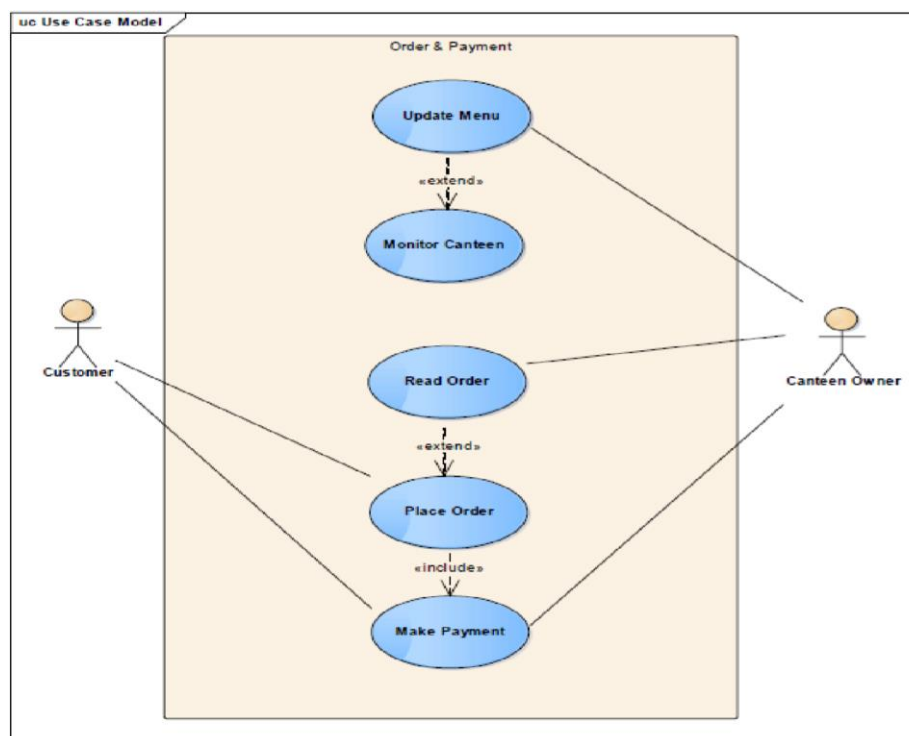 uc Use Case Model
Order & Payment
Update Menu
«extend»
Monitor Canteen
Customer
Read Order
Canteen Owner
«extend»
Place Order
«include»
Make Payment